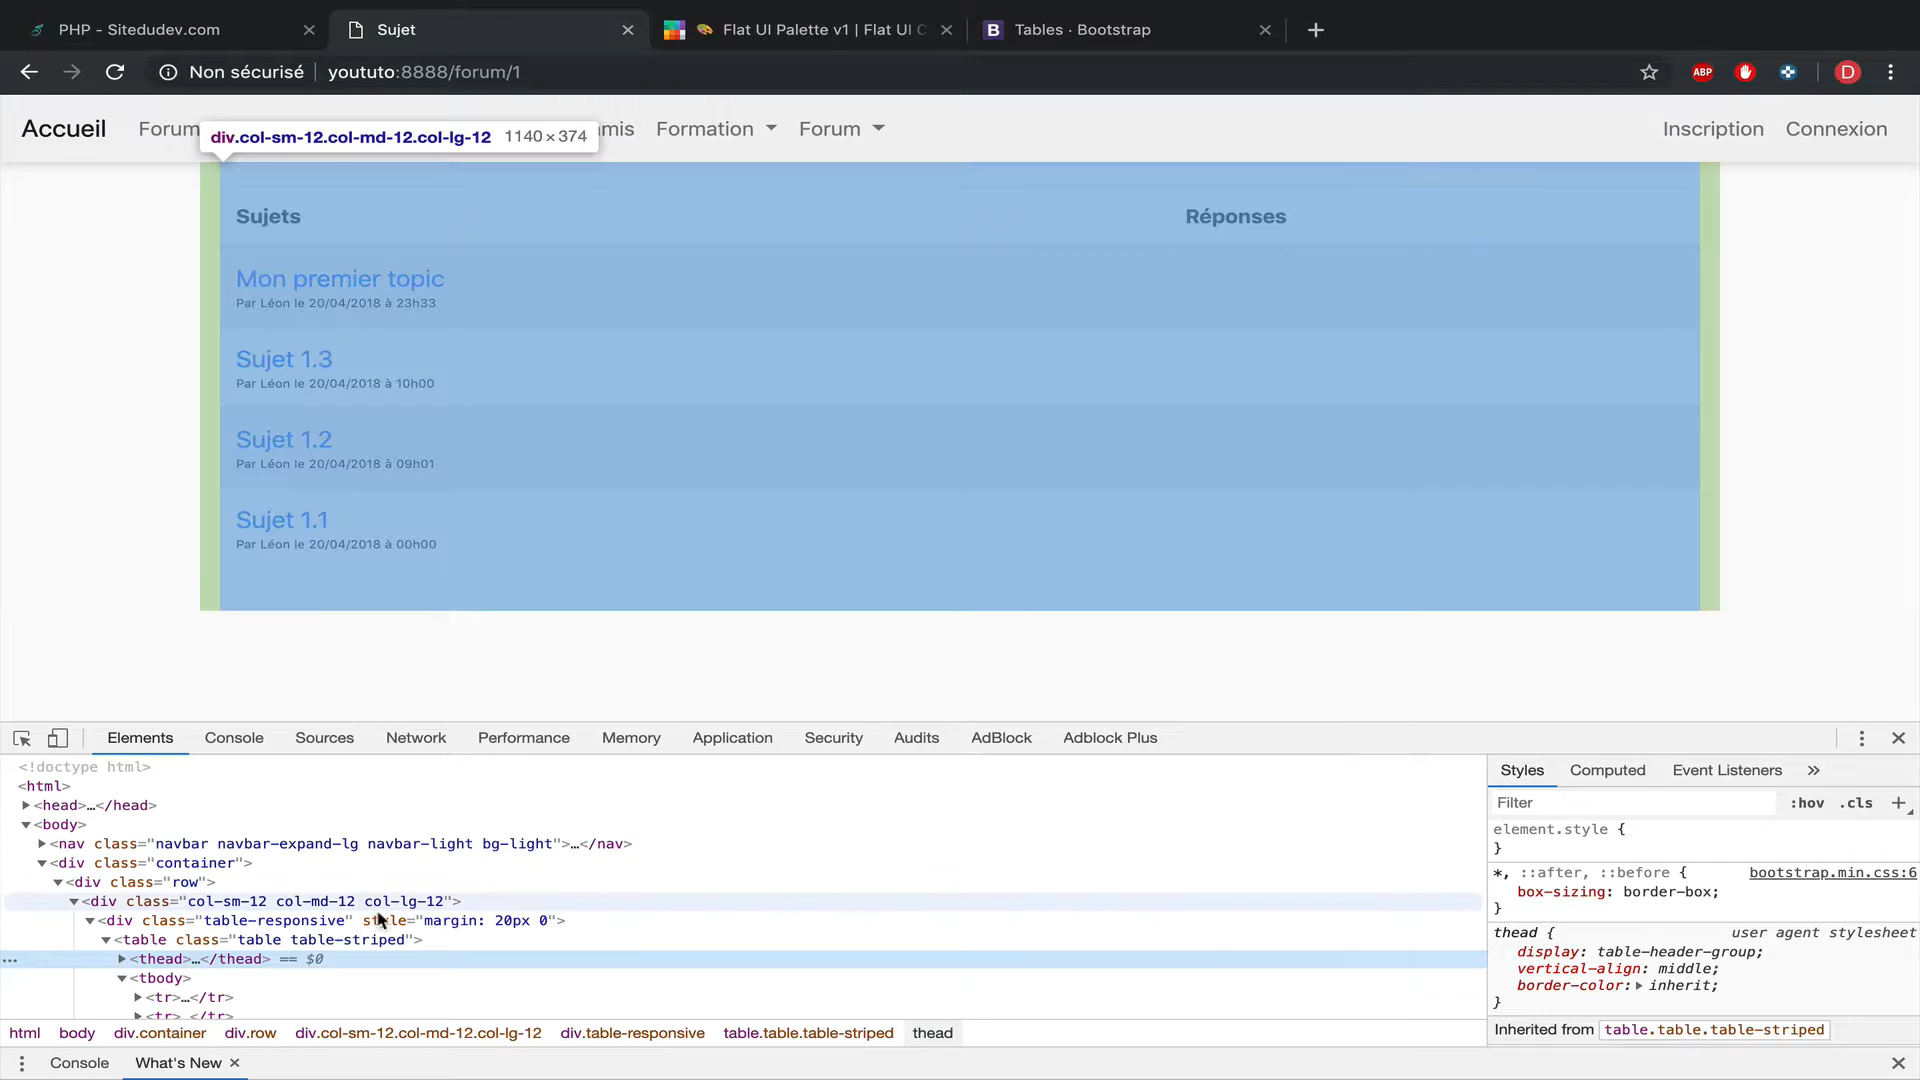 PHP - Sitedudev.com
Sujet
Flat UI Palette v1 | Flat UI C
Tables · Bootstrap
Non sécurisé
yoututo:8888/forum/1
ABP
D
Accueil
Forum
mis
Formation
Forum
Inscription
Connexion
div.col-sm-12.col-md-12.col-lg-12 1140 × 374
Sujets
Réponses
Mon premier topic
Par Léon le 20/04/2018 à 23h33
Sujet 1.3
Par Léon le 20/04/2018 à 10h00
Sujet 1.2
Par Léon le 20/04/2018 à 09h01
Sujet 1.1
Par Léon le 20/04/2018 à 00h00
Elements
Console
Sources
Network
Performance
Memory
Application
Security
Audits
AdBlock
Adblock Plus
<!doctype html>
<html>
<head>…</head>
<body>
<nav class="navbar navbar-expand-lg navbar-light bg-light">…</nav>
<div class="container">
<div class="row">
<div class="col-sm-12 col-md-12 col-lg-12">
<div class="table-responsive" style="margin: 20px 0">
<table class="table table-striped">
<thead>…</thead> == $0
<tbody>
<tr>…</tr>
<tr> </tr>
Styles
Computed
Event Listeners
Filter
:hov
.cls
element.style {
}
*, ::after, ::before {
bootstrap.min.css:6
box-sizing: border-box;
}
thead {
user agent stylesheet
display: table-header-group;
vertical-align: middle;
border-color: inherit;
}
Inherited from table.table.table-striped
html
body
div.container
div.row
div.col-sm-12.col-md-12.col-lg-12
div.table-responsive
table.table.table-striped
thead
Console
What's New